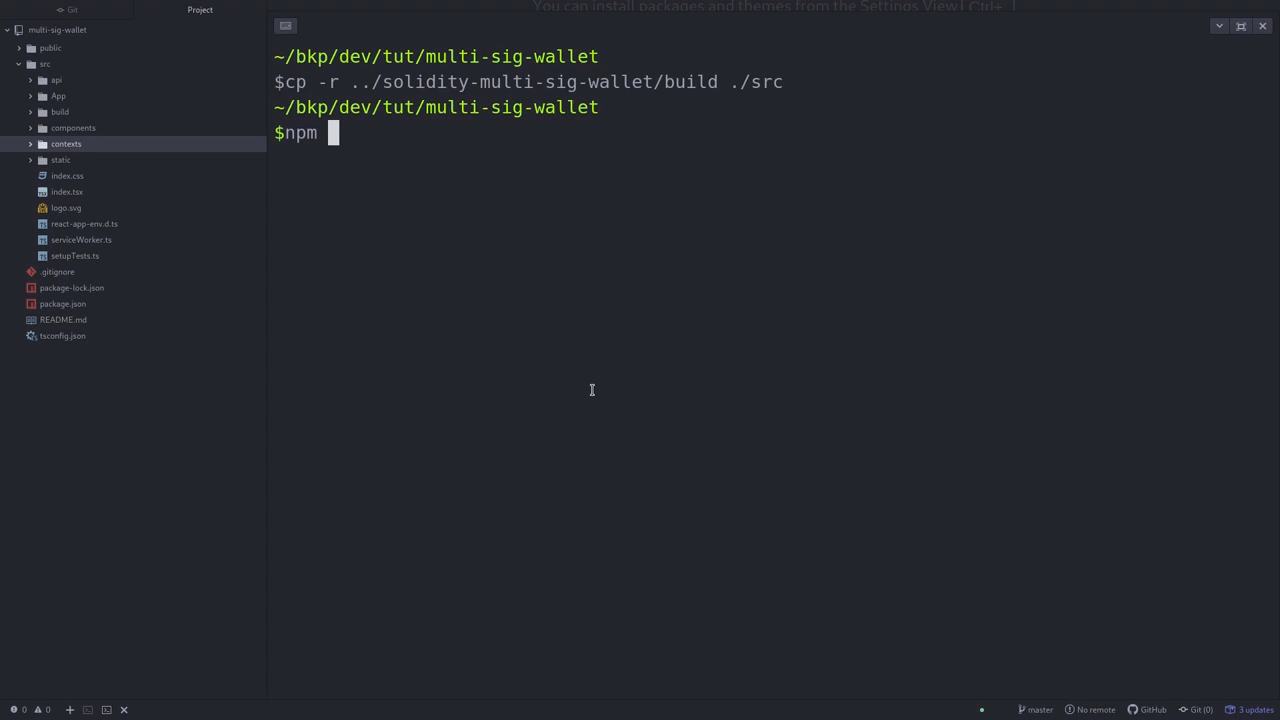 You can install packages and themes from the Settings View
Git
Project
multi-sig-wallet
public
src
api
App
build
components
contexts
static
index.css
index.tsx
logo.svg
react-app-env.d.ts
serviceWorker.ts
setupTests.ts
.gitignore
package-lock.json
package.json
README.md
tsconfig.json
~/bkp/dev/tut/multi-sig-wallet
$cp -r ../solidity-multi-sig-wallet/build ./src
~/bkp/dev/tut/multi-sig-wallet
$npm
0 0
master No remote GitHub Git (0) 3 updates